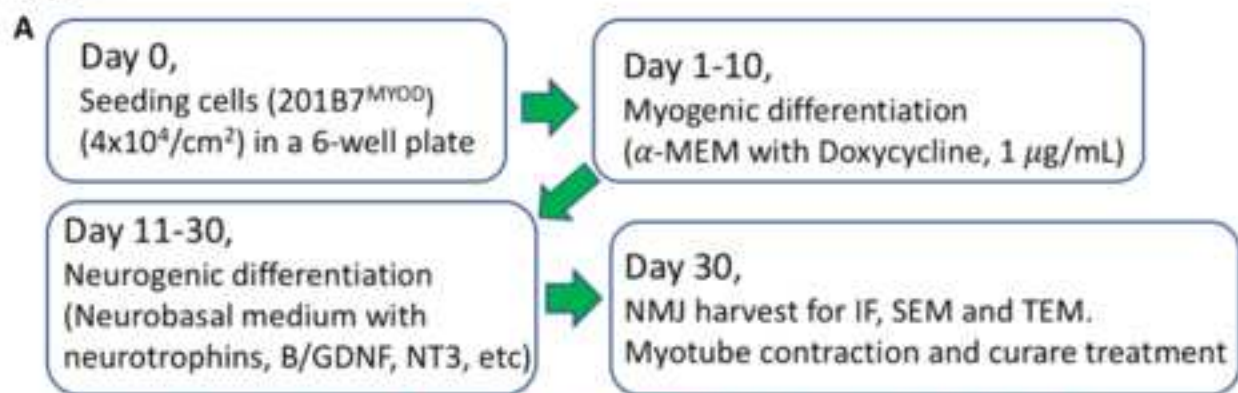 A
Day 0,
Seeding cells (201B7ᴹʸᴼᴰ)
(4x10⁴/cm²) in a 6-well plate
Day 1-10,
Myogenic differentiation
(α-MEM with Doxycycline, 1 μg/mL)
Day 11-30,
Neurogenic differentiation
(Neurobasal medium with
neurotrophins, B/GDNF, NT3, etc)
Day 30,
NMJ harvest for IF, SEM and TEM.
Myotube contraction and curare treatment